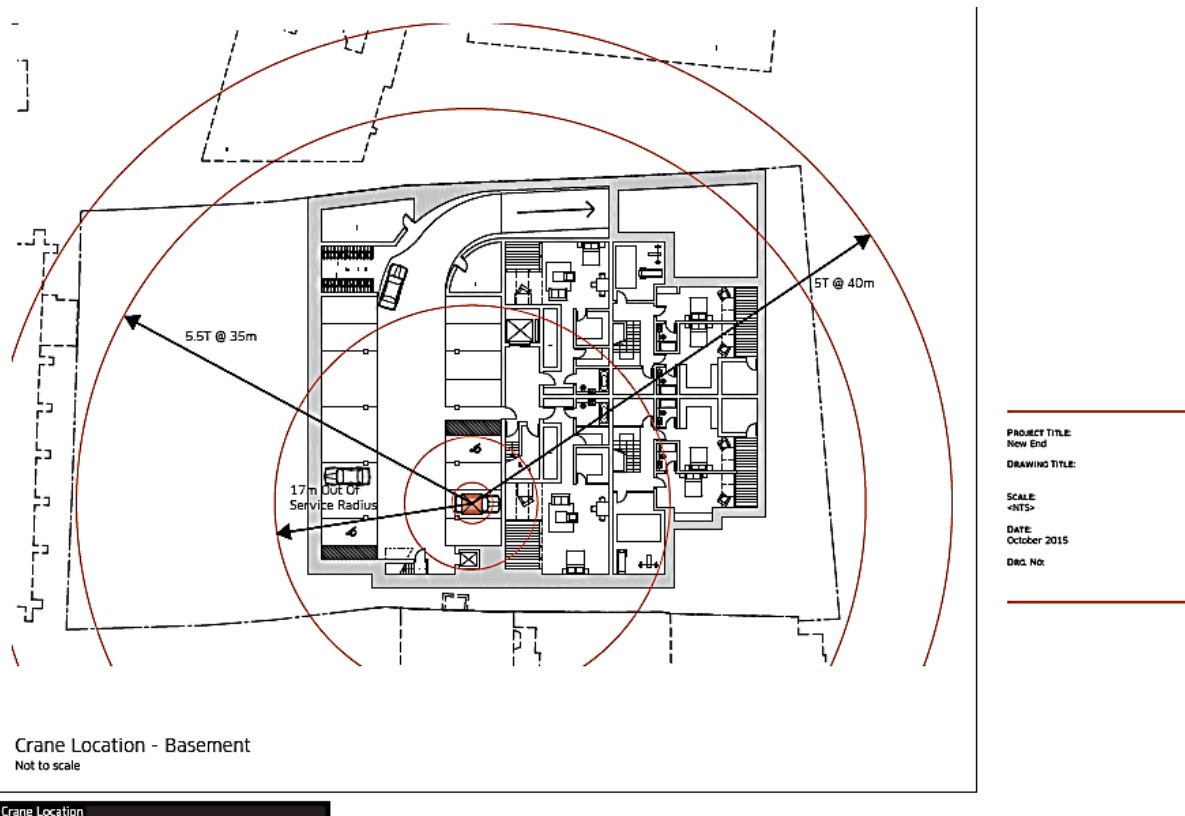 5T @ 40m
5.5T @ 35m
17m Out Of
Service Radius
PROJECT TITLE:
New End
DRAWING TITLE:
SCALE:
<NTS>
DATE:
October 2015
DRG. No:
Crane Location - Basement
Not to scale
Crane Location